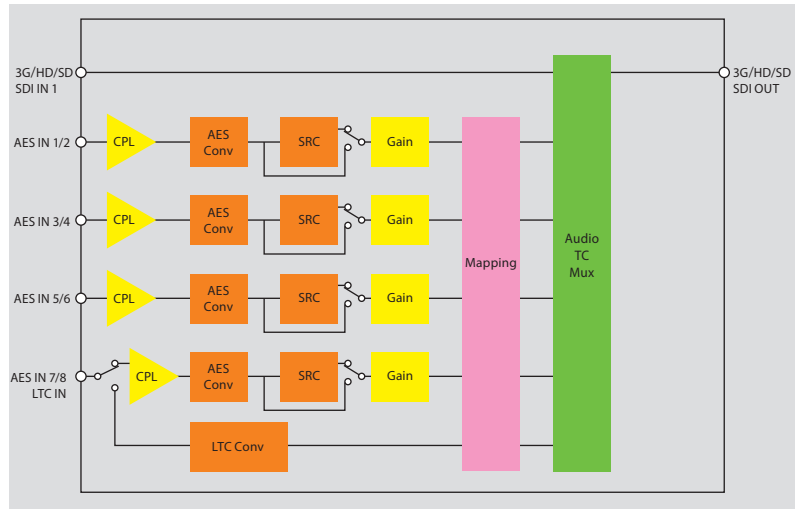 3G/HD/SD
SDI IN 1
3G/HD/SD
SDI OUT
AES IN 1/2
CPL
AES
Conv
SRC
Gain
AES IN 3/4
CPL
AES
Conv
SRC
Gain
Mapping
Audio
TC
Mux
AES IN 5/6
CPL
AES
Conv
SRC
Gain
AES IN 7/8
LTC IN
CPL
AES
Conv
SRC
Gain
LTC Conv